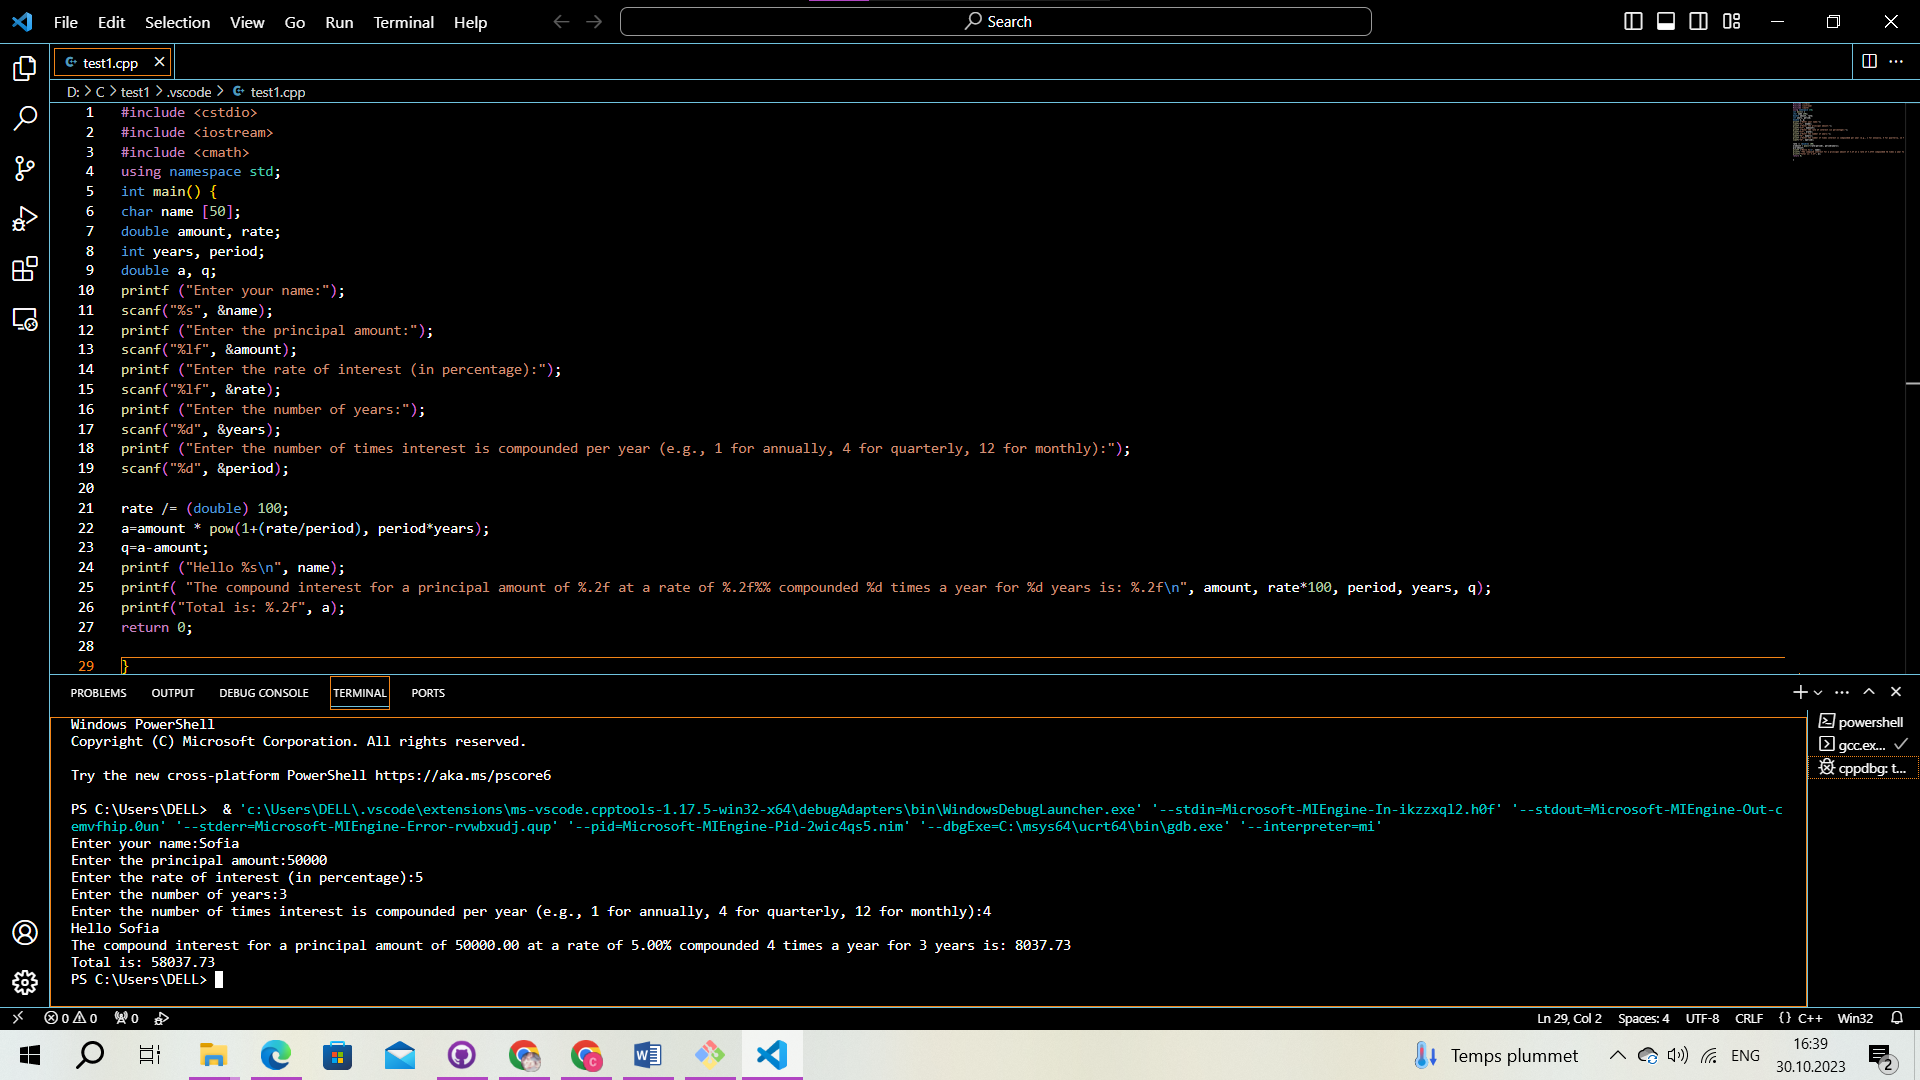 File Edit Selection View Go Run Terminal Help Search
test1.cpp
D: > C > test1 > .vscode > test1.cpp
1 #include <cstdio>
2 #include <iostream>
3 #include <cmath>
4 using namespace std;
5 int main() {
6 char name [50];
7 double amount, rate;
8 int years, period;
9 double a, q;
10 printf ("Enter your name:");
11 scanf("%s", &name);
12 printf ("Enter the principal amount:");
13 scanf("%lf", &amount);
14 printf ("Enter the rate of interest (in percentage):");
15 scanf("%lf", &rate);
16 printf ("Enter the number of years:");
17 scanf("%d", &years);
18 printf ("Enter the number of times interest is compounded per year (e.g., 1 for annually, 4 for quarterly, 12 for monthly):");
19 scanf("%d", &period);
20
21 rate /= (double) 100;
22 a=amount * pow(1+(rate/period), period*years);
23 q=a-amount;
24 printf ("Hello %s\n", name);
25 printf( "The compound interest for a principal amount of %.2f at a rate of %.2f%% compounded %d times a year for %d years is: %.2f\n", amount, rate*100, period, years, q);
26 printf("Total is: %.2f", a);
27 return 0;
28
29 }
PROBLEMS OUTPUT DEBUG CONSOLE TERMINAL PORTS
Windows PowerShell
Copyright (C) Microsoft Corporation. All rights reserved.
Try the new cross-platform PowerShell https://aka.ms/pscore6
PS C:\Users\DELL>  & 'c:\Users\DELL\.vscode\extensions\ms-vscode.cpptools-1.17.5-win32-x64\debugAdapters\bin\WindowsDebugLauncher.exe' '--stdin=Microsoft-MIEngine-In-ikzzxql2.h0f' '--stdout=Microsoft-MIEngine-Out-c
emvfhip.0un' '--stderr=Microsoft-MIEngine-Error-rvwbxudj.qup' '--pid=Microsoft-MIEngine-Pid-2wic4qs5.nim' '--dbgExe=C:\msys64\ucrt64\bin\gdb.exe' '--interpreter=mi'
Enter your name:Sofia
Enter the principal amount:50000
Enter the rate of interest (in percentage):5
Enter the number of years:3
Enter the number of times interest is compounded per year (e.g., 1 for annually, 4 for quarterly, 12 for monthly):4
Hello Sofia
The compound interest for a principal amount of 50000.00 at a rate of 5.00% compounded 4 times a year for 3 years is: 8037.73
Total is: 58037.73
PS C:\Users\DELL>
powershell
gcc.ex...
cppdbg: t...
0 0 0 Ln 29, Col 2 Spaces: 4 UTF-8 CRLF {} C++ Win32
Temps plummet ENG 16:39
30.10.2023 2